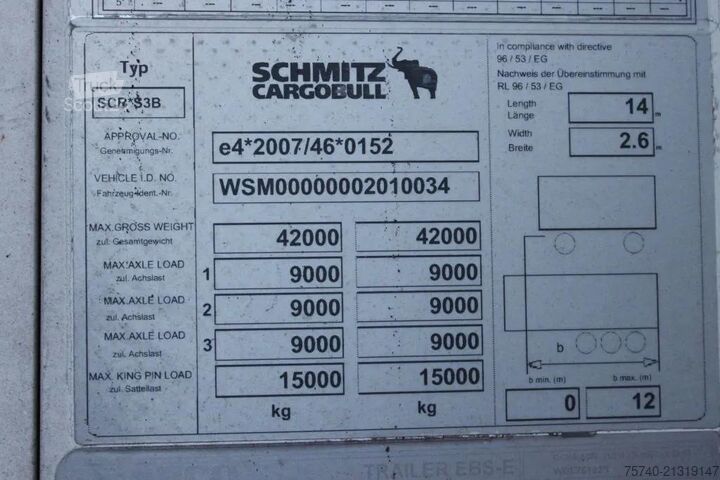 5°
Typ
SCHMITZ
CARGOBULL
In compliance with directive
96 / 53 / EG
Nachweis der Übereinstimmung mit
RL 96 / 53 / EG
Truck
SCB*S3B
Length
Länge
14 m
Width
Breite
2.6 m
APPROVAL-NO.
Genehmigungs-Nr.
e4*2007/46*0152
VEHICLE I.D. NO.
Fahrzeug-Ident.-Nr.
WSM00000002010034
MAX.GROSS WEIGHT
zul. Gesamtgewicht
42000 42000
MAX.AXLE LOAD
zul. Achslast
1 9000 9000
MAX.AXLE LOAD
zul. Achslast
2 9000 9000
MAX.AXLE LOAD
zul. Achslast
3 9000 9000
MAX. KING PIN LOAD
zul. Sattellast
15000 15000
kg kg
b
b min. (m) b max. (m)
0 12
TRAILER EBS-E
75740-21319147